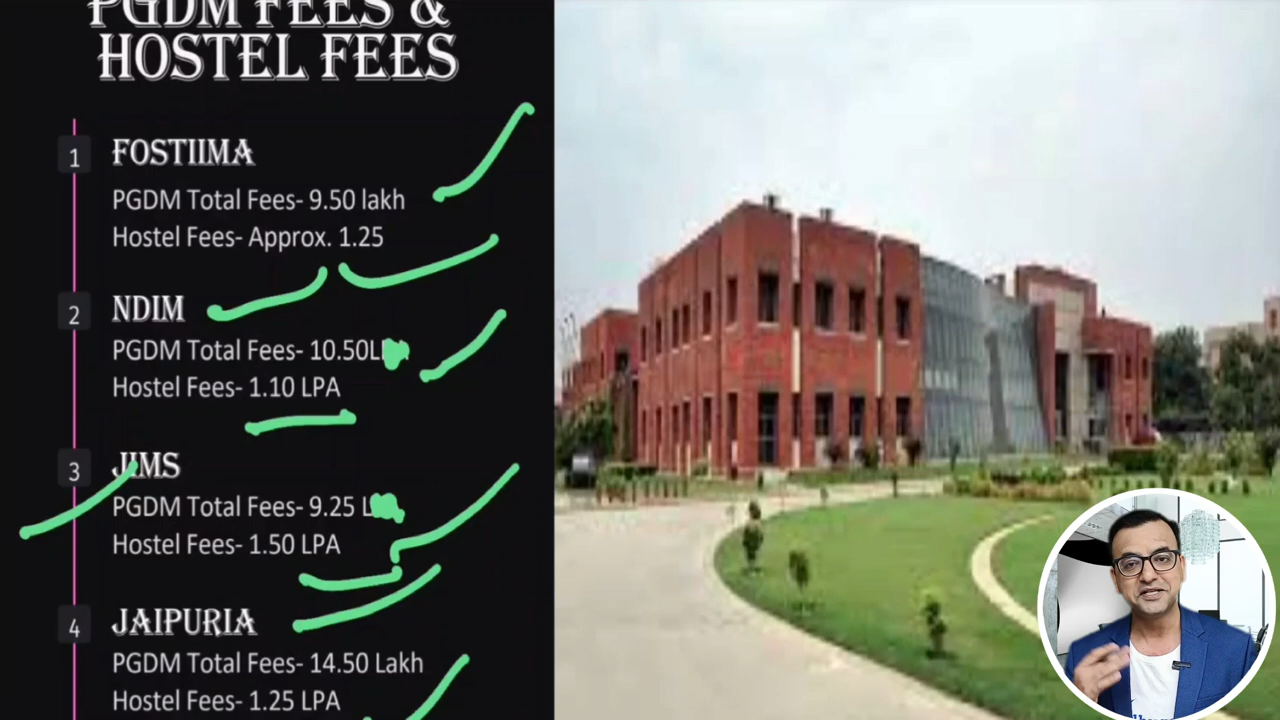 PGDM FEES &
HOSTEL FEES
1 FOSTIIMA
PGDM Total Fees- 9.50 lakh
Hostel Fees- Approx. 1.25
2 NDIM
PGDM Total Fees- 10.50
Hostel Fees- 1.10 LPA
3 JIMS
PGDM Total Fees- 9.25
Hostel Fees- 1.50 LPA
4 JAIPURIA
PGDM Total Fees- 14.50 Lakh
Hostel Fees- 1.25 LPA